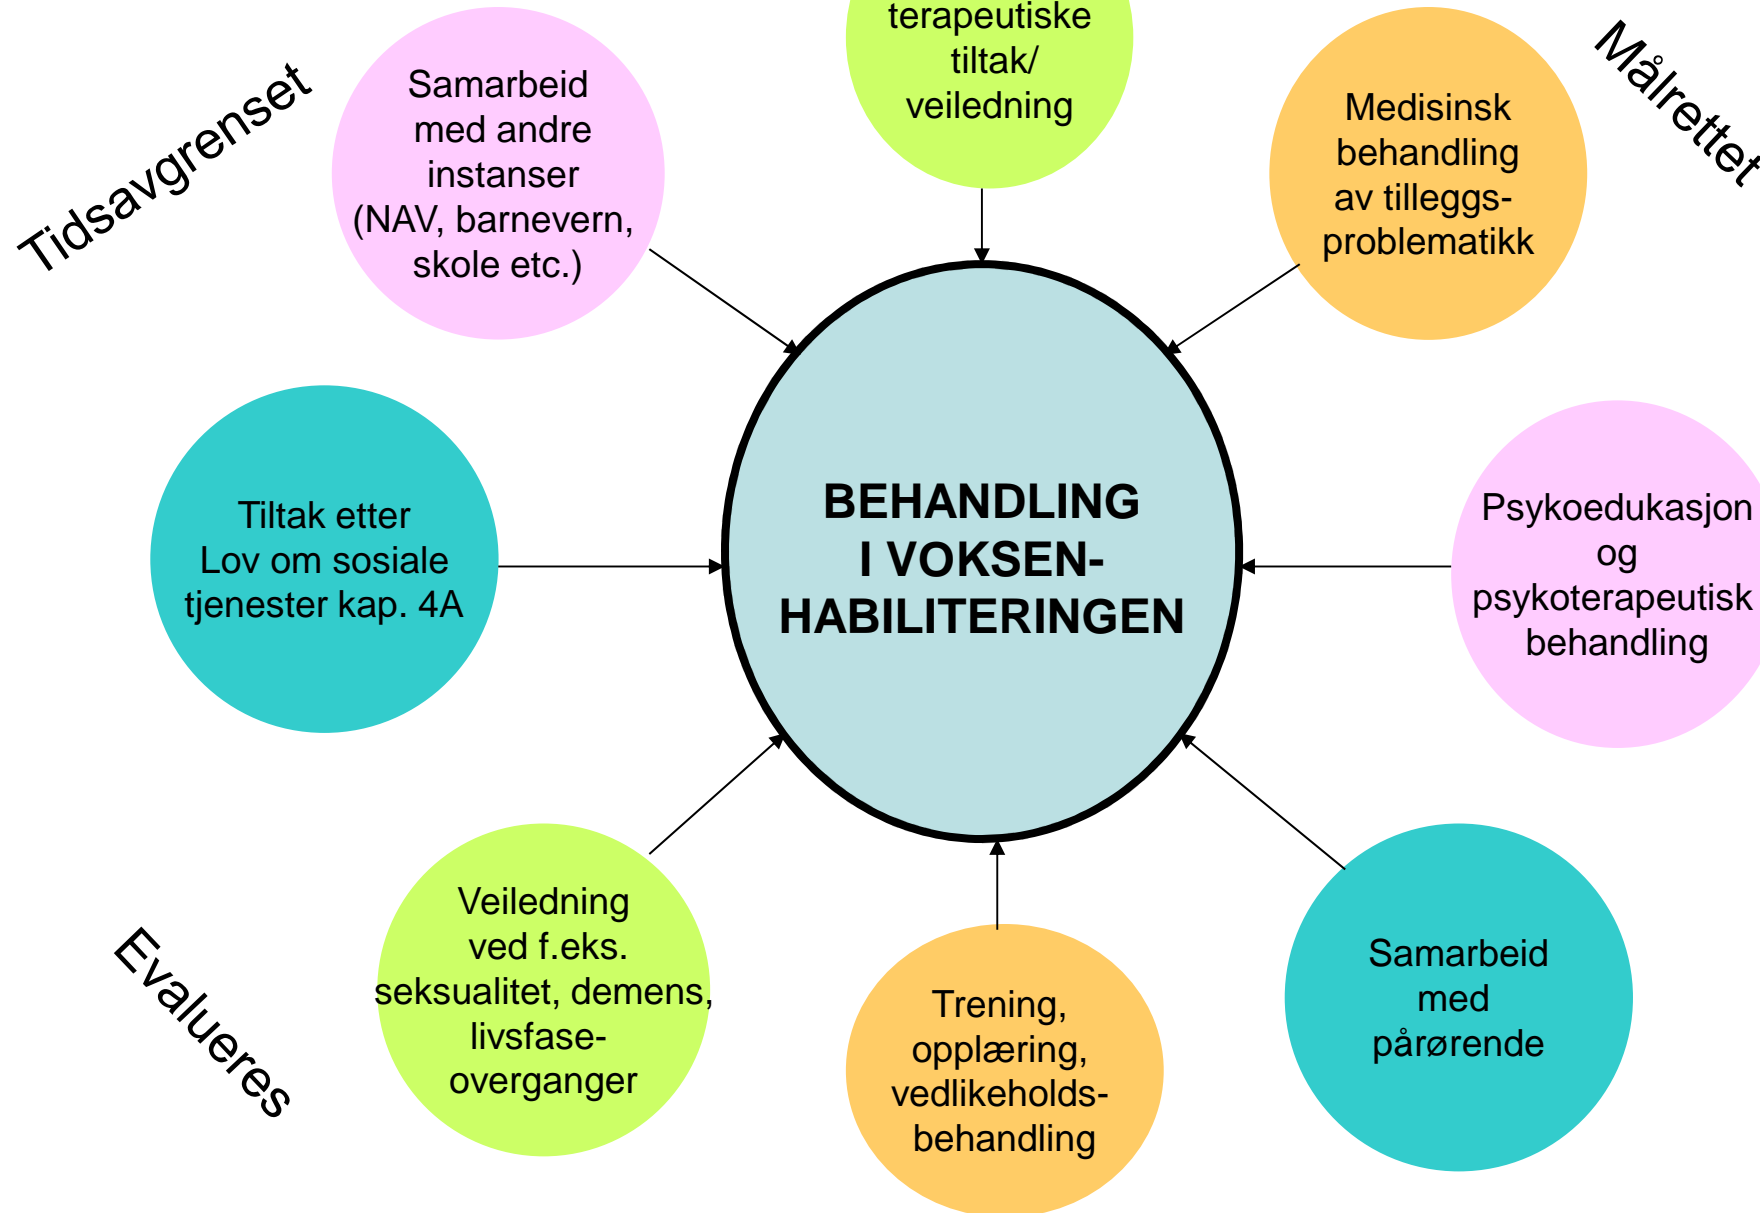 terapeutiske
tiltak/
veiledning
Målrettet
Tidsavgrenset
Samarbeid
med andre
instanser
(NAV, barnevern,
skole etc.)
Medisinsk
behandling
av tilleggs-
problematikk
Tiltak etter
Lov om sosiale
tjenester kap. 4A
BEHANDLING
I VOKSEN-
HABILITERINGEN
Psykoedukasjon
og
psykoterapeutisk
behandling
Evalueres
Veiledning
ved f.eks.
seksualitet, demens,
livsfase-
overganger
Trening,
opplæring,
vedlikeholds-
behandling
Samarbeid
med
pårørende